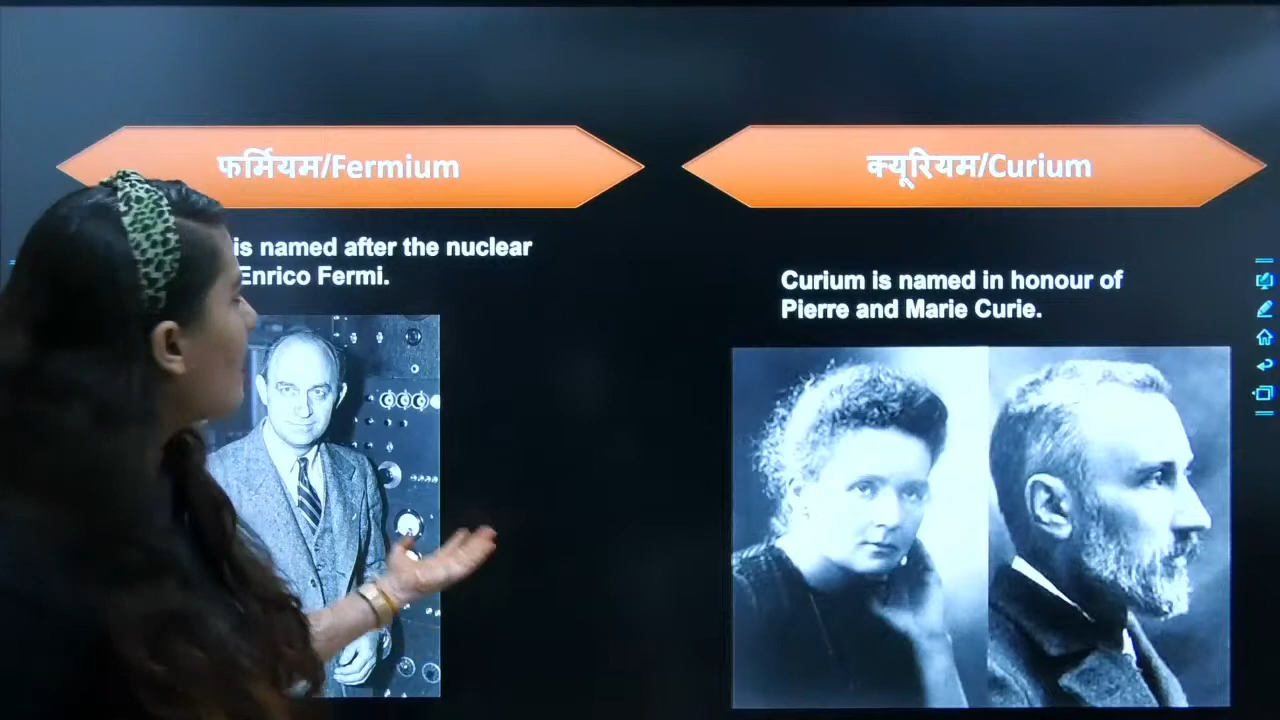 फर्मियम/Fermium
is named after the nuclear
Enrico Fermi.
क्यूरियम/Curium
Curium is named in honour of
Pierre and Marie Curie.